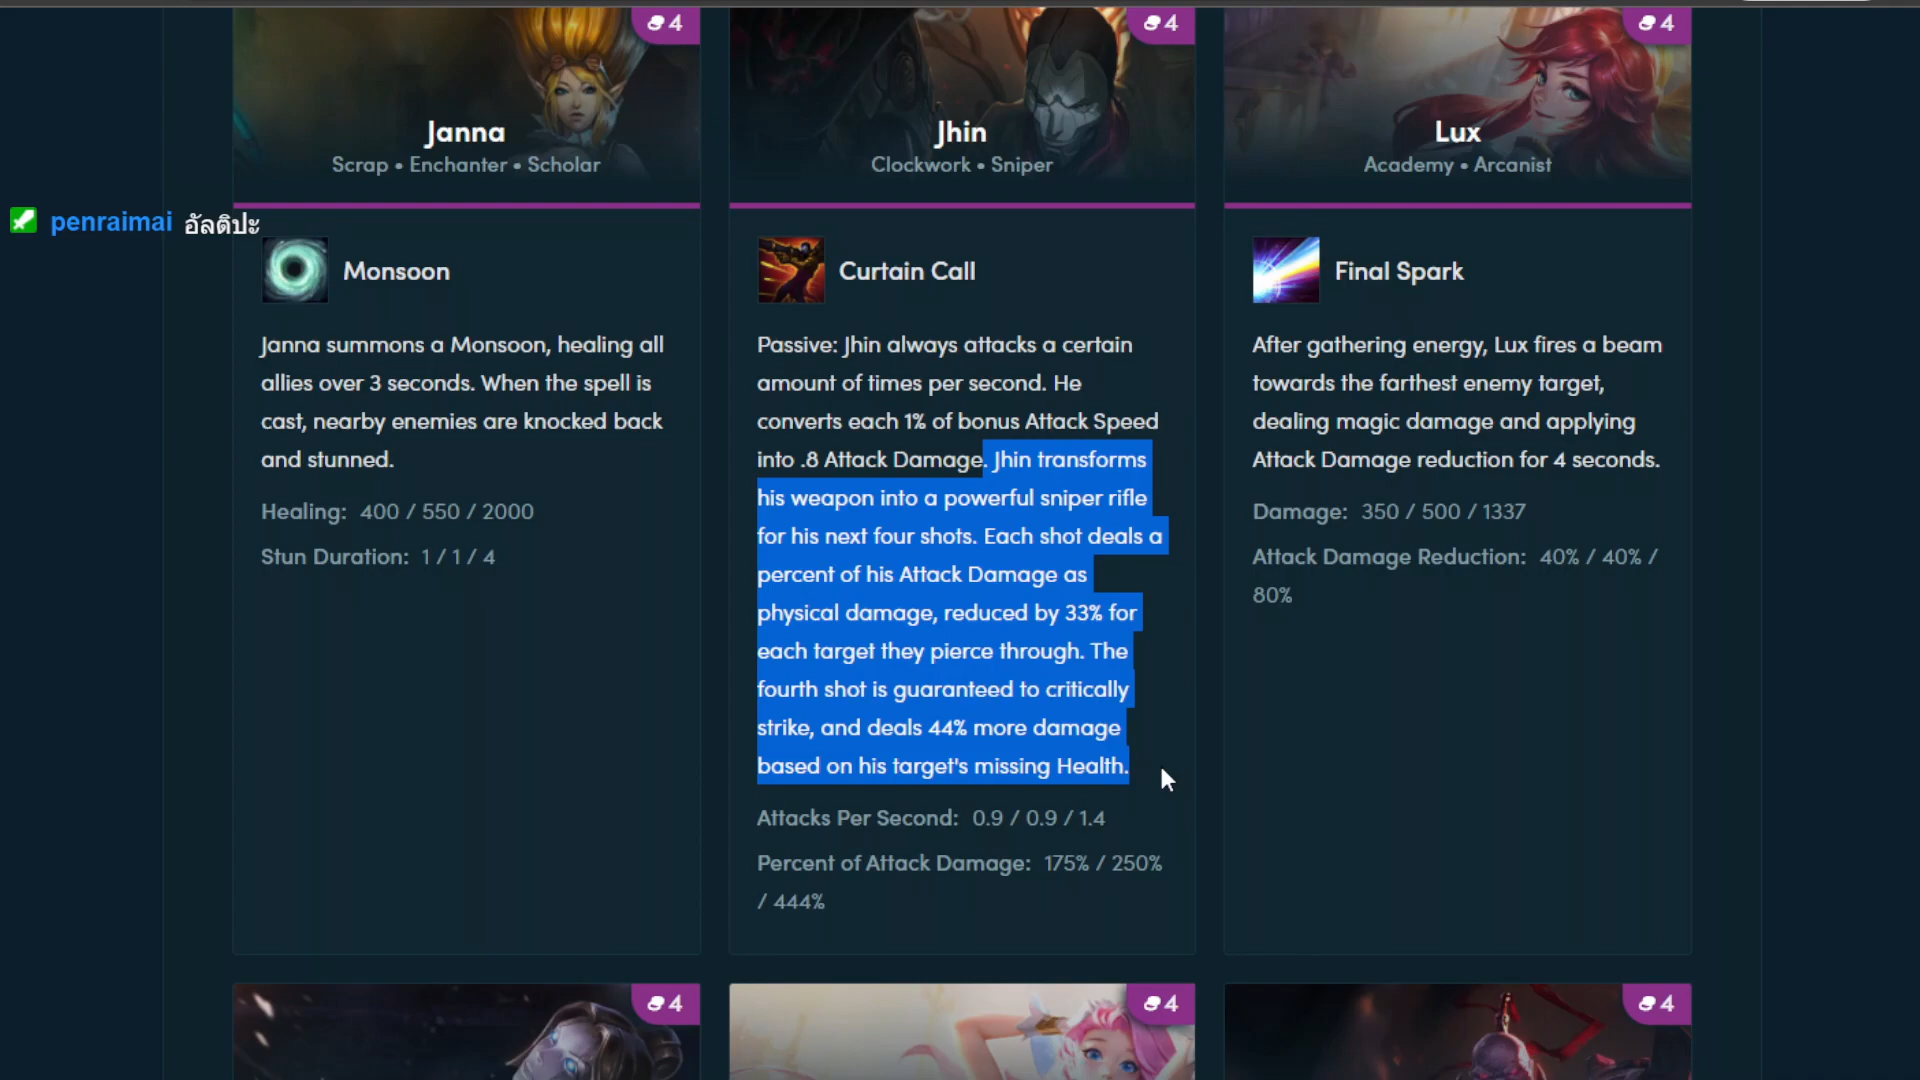 4
4
4
Janna
Scrap • Enchanter • Scholar
Jhin
Clockwork • Sniper
Lux
Academy • Arcanist
penraimai อัลติปะ
Monsoon
Janna summons a Monsoon, healing all
allies over 3 seconds. When the spell is
cast, nearby enemies are knocked back
and stunned.
Healing: 400 / 550 / 2000
Stun Duration: 1 / 1 / 4
Curtain Call
Passive: Jhin always attacks a certain
amount of times per second. He
converts each 1% of bonus Attack Speed
into .8 Attack Damage. Jhin transforms
his weapon into a powerful sniper rifle
for his next four shots. Each shot deals a
percent of his Attack Damage as
physical damage, reduced by 33% for
each target they pierce through. The
fourth shot is guaranteed to critically
strike, and deals 44% more damage
based on his target's missing Health.
Attacks Per Second: 0.9 / 0.9 / 1.4
Percent of Attack Damage: 175% / 250%
/ 444%
Final Spark
After gathering energy, Lux fires a beam
towards the farthest enemy target,
dealing magic damage and applying
Attack Damage reduction for 4 seconds.
Damage: 350 / 500 / 1337
Attack Damage Reduction: 40% / 40% /
80%
4
4
4